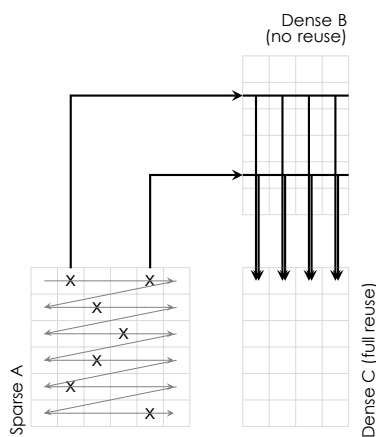 Dense B
(no reuse)
X X
X
X
X
X
X
Sparse A
Dense C (full reuse)